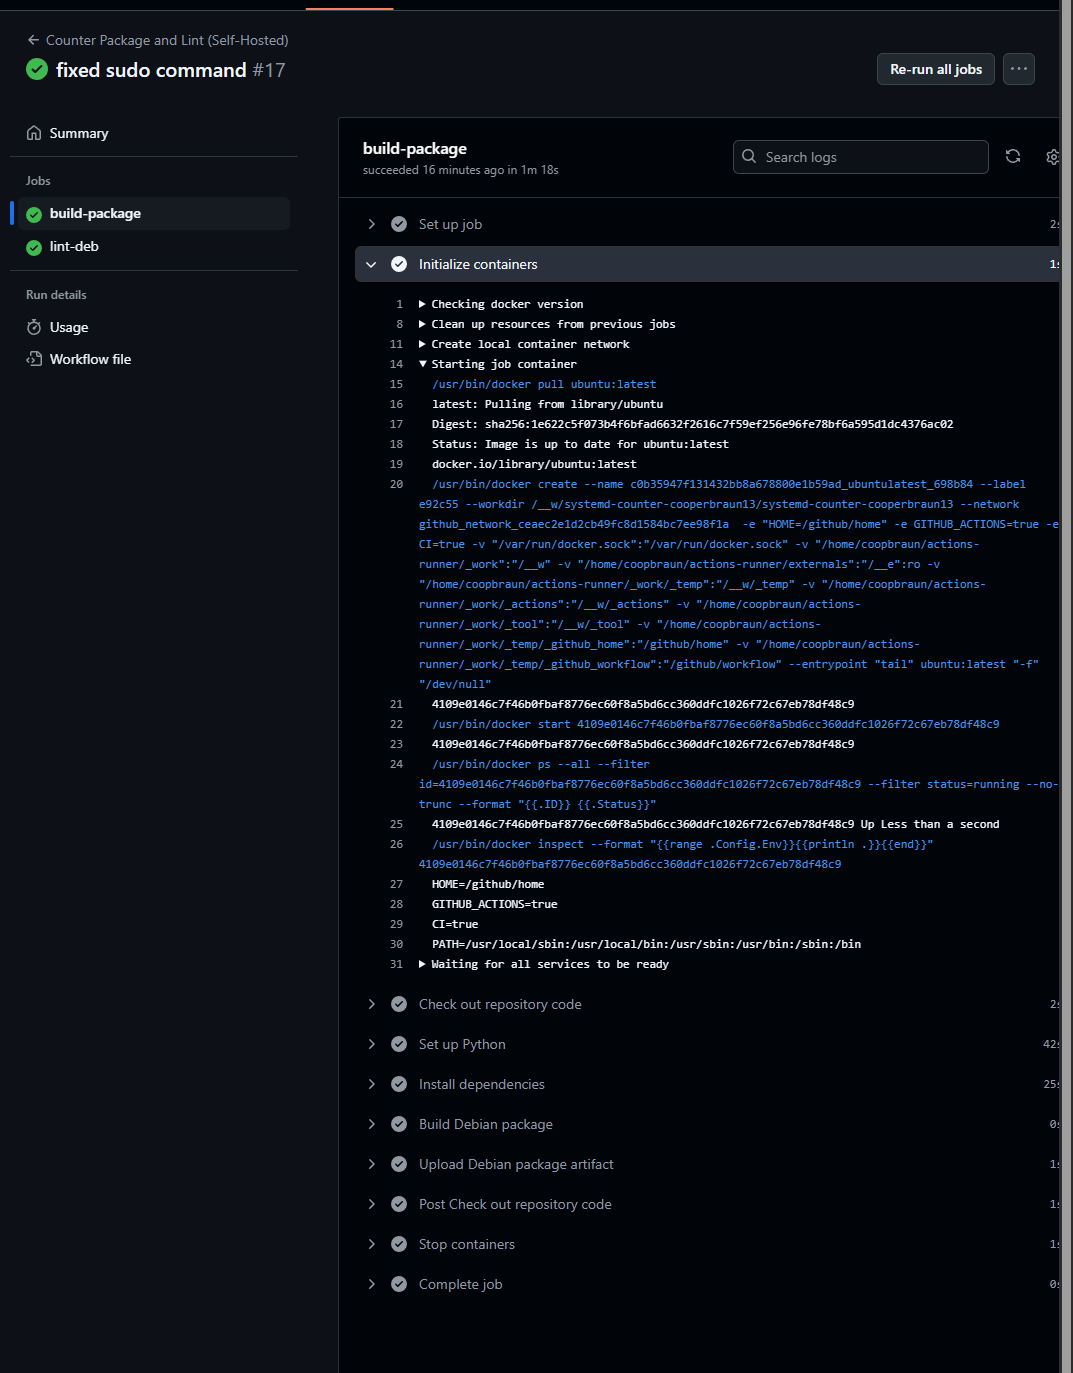 Counter Package and Lint (Self-Hosted)
fixed sudo command #17
Re-run all jobs
Summary
Jobs
build-package
lint-deb
Run details
Usage
Workflow file
build-package
succeeded 16 minutes ago in 1m 18s
Search logs
Set up job 2s
Initialize containers 1s
1 Checking docker version
8 Clean up resources from previous jobs
11 Create local container network
14 Starting job container
15 /usr/bin/docker pull ubuntu:latest
16 latest: Pulling from library/ubuntu
17 Digest: sha256:1e622c5f073b4f6bfad6632f2616c7f59ef256e96fe78bf6a595d1dc4376ac02
18 Status: Image is up to date for ubuntu:latest
19 docker.io/library/ubuntu:latest
20 /usr/bin/docker create --name c0b35947f131432bb8a678800e1b59ad_ubuntulatest_698b84 --label
e92c55 --workdir /__w/systemd-counter-cooperbraun13/systemd-counter-cooperbraun13 --network
github_network_ceaec2e1d2cb49fc8d1584bc7ee98f1a -e "HOME=/github/home" -e GITHUB_ACTIONS=true -e
CI=true -v "/var/run/docker.sock":"/var/run/docker.sock" -v "/home/coopbraun/actions-
runner/_work":"/__w" -v "/home/coopbraun/actions-runner/externals":"/__e":ro -v
"/home/coopbraun/actions-runner/_work/_temp":"/__w/_temp" -v "/home/coopbraun/actions-
runner/_work/_actions":"/__w/_actions" -v "/home/coopbraun/actions-
runner/_work/_tool":"/__w/_tool" -v "/home/coopbraun/actions-
runner/_work/_temp/_github_home":"/github/home" -v "/home/coopbraun/actions-
runner/_work/_temp/_github_workflow":"/github/workflow" --entrypoint "tail" ubuntu:latest "-f"
"/dev/null"
21 4109e0146c7f46b0fbaf8776ec60f8a5bd6cc360ddfc1026f72c67eb78df48c9
22 /usr/bin/docker start 4109e0146c7f46b0fbaf8776ec60f8a5bd6cc360ddfc1026f72c67eb78df48c9
23 4109e0146c7f46b0fbaf8776ec60f8a5bd6cc360ddfc1026f72c67eb78df48c9
24 /usr/bin/docker ps --all --filter
id=4109e0146c7f46b0fbaf8776ec60f8a5bd6cc360ddfc1026f72c67eb78df48c9 --filter status=running --no-
trunc --format "{{.ID}} {{.Status}}"
25 4109e0146c7f46b0fbaf8776ec60f8a5bd6cc360ddfc1026f72c67eb78df48c9 Up Less than a second
26 /usr/bin/docker inspect --format "{{range .Config.Env}}{{println .}}{{end}}"
4109e0146c7f46b0fbaf8776ec60f8a5bd6cc360ddfc1026f72c67eb78df48c9
27 HOME=/github/home
28 GITHUB_ACTIONS=true
29 CI=true
30 PATH=/usr/local/sbin:/usr/local/bin:/usr/sbin:/usr/bin:/sbin:/bin
31 Waiting for all services to be ready
Check out repository code 2s
Set up Python 42s
Install dependencies 25s
Build Debian package 0s
Upload Debian package artifact 1s
Post Check out repository code 1s
Stop containers 1s
Complete job 0s